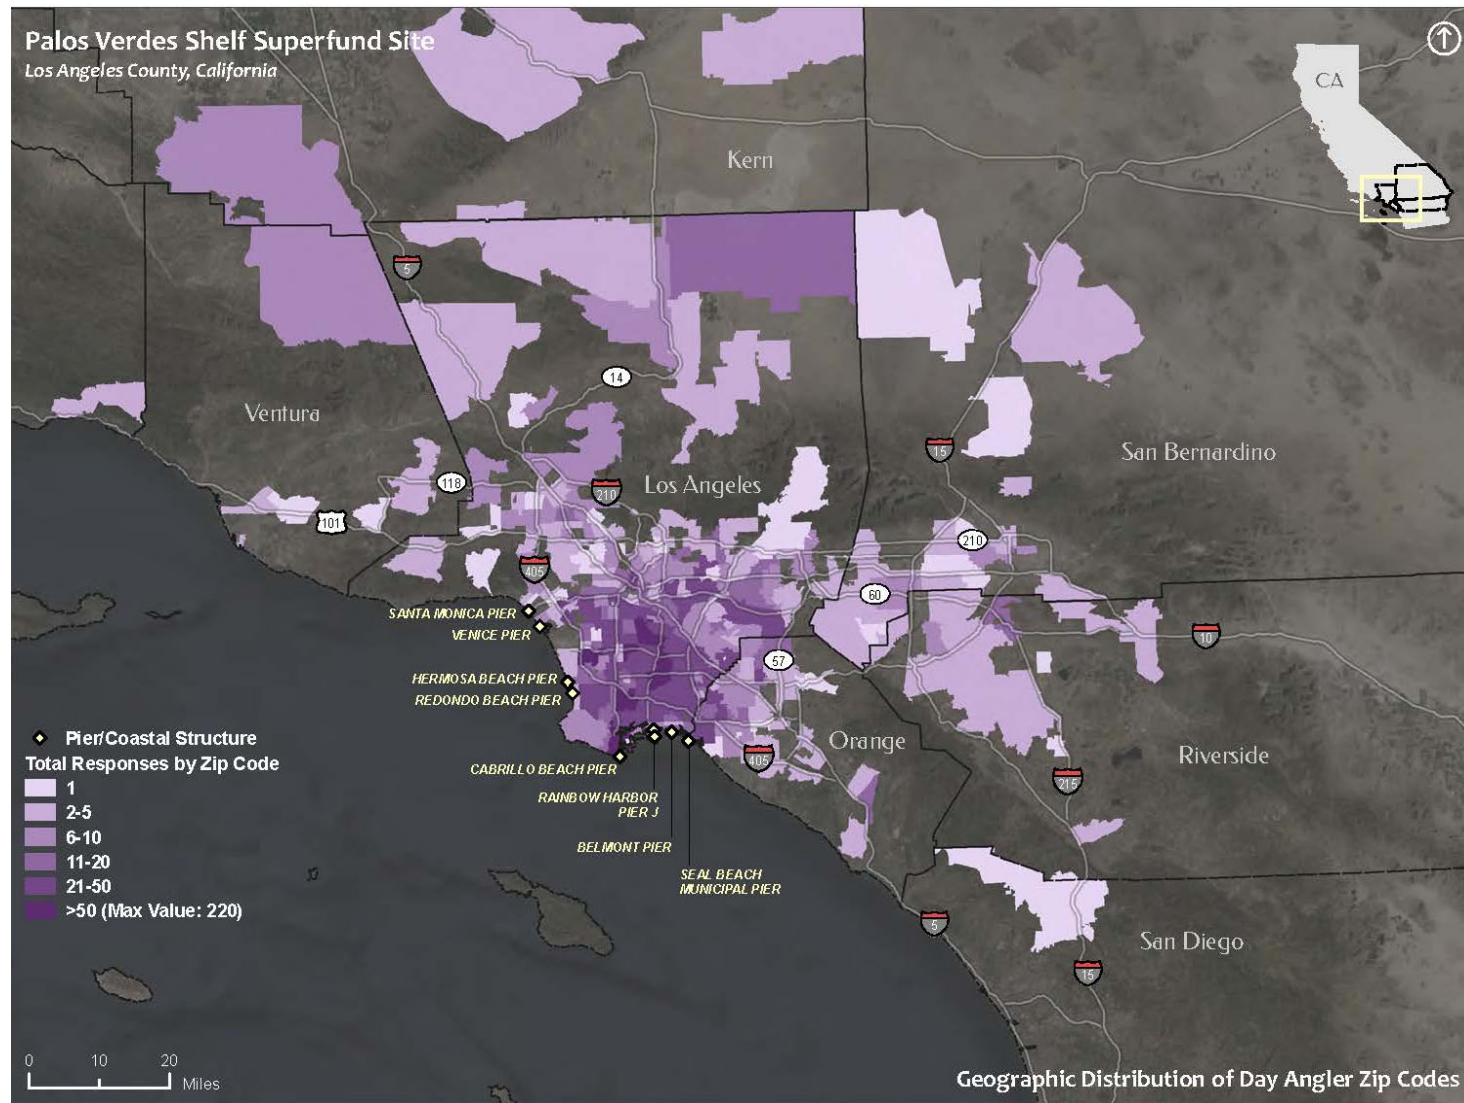 Palos Verdes Shelf Superfund Site
Los Angeles County, California
CA
Kern
5
14
Ventura
118
101
210
Los Angeles
15
San Bernardino
210
405
60
10
SANTA MONICA PIER
VENICE PIER
57
HERMOSA BEACH PIER
REDONDO BEACH PIER
Orange
405
Riverside
215
CABRILLO BEACH PIER
RAINBOW HARBOR
PIER J
BELMONT PIER
SEAL BEACH
MUNICIPAL PIER
Pier/Coastal Structure
Total Responses by Zip Code
1
2-5
6-10
11-20
21-50
>50 (Max Value: 220)
5
San Diego
15
0 10 20
Miles
Geographic Distribution of Day Angler Zip Codes